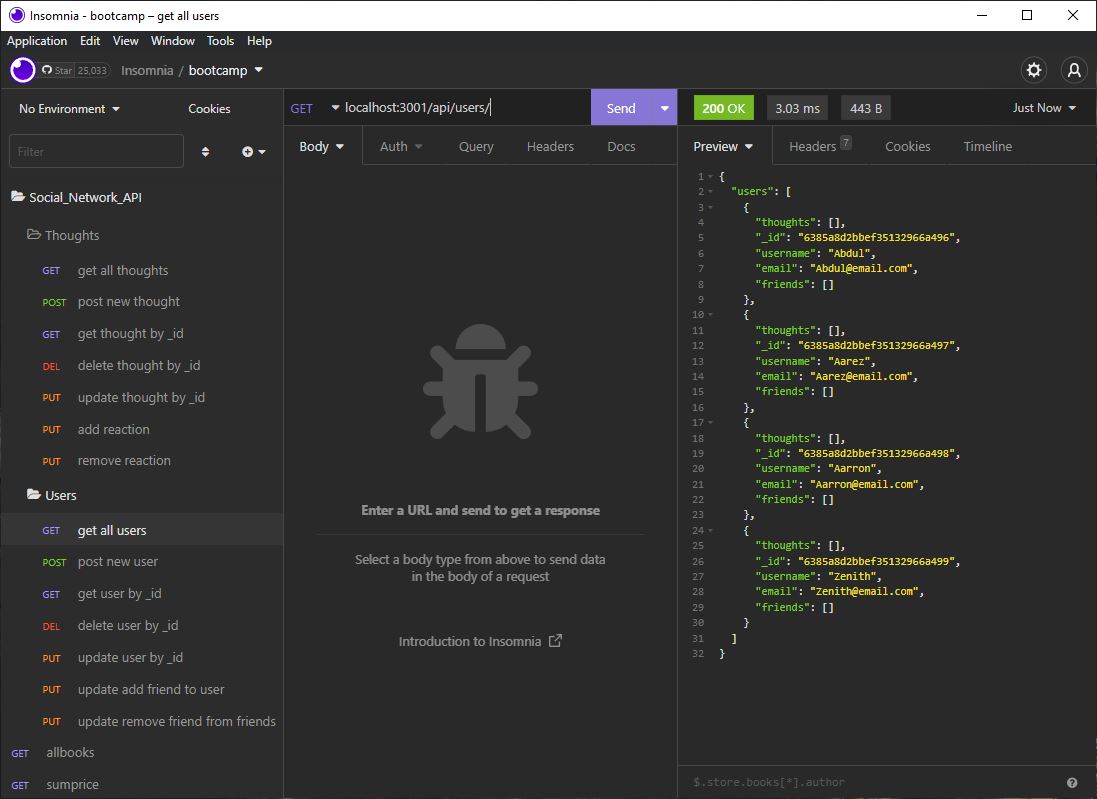 Insomnia - bootcamp – get all users
Application Edit View Window Tools Help
Star 25,033 Insomnia / bootcamp
No Environment Cookies
Filter
Social_Network_API
Thoughts
GET get all thoughts
POST post new thought
GET get thought by _id
DEL delete thought by _id
PUT update thought by _id
PUT add reaction
PUT remove reaction
Users
GET get all users
POST post new user
GET get user by _id
DEL delete user by _id
PUT update user by _id
PUT update add friend to user
PUT update remove friend from friends
GET allbooks
GET sumprice
GET localhost:3001/api/users/ Send
Body Auth Query Headers Docs
Enter a URL and send to get a response
Select a body type from above to send data
in the body of a request
Introduction to Insomnia
200 OK 3.03 ms 443 B Just Now
Preview Headers 7 Cookies Timeline
1 {
2 "users": [
3 {
4 "thoughts": [],
5 "_id": "6385a8d2bbef35132966a496",
6 "username": "Abdul",
7 "email": "Abdul@email.com",
8 "friends": []
9 },
10 {
11 "thoughts": [],
12 "_id": "6385a8d2bbef35132966a497",
13 "username": "Aarez",
14 "email": "Aarez@email.com",
15 "friends": []
16 },
17 {
18 "thoughts": [],
19 "_id": "6385a8d2bbef35132966a498",
20 "username": "Aarron",
21 "email": "Aarron@email.com",
22 "friends": []
23 },
24 {
25 "thoughts": [],
26 "_id": "6385a8d2bbef35132966a499",
27 "username": "Zenith",
28 "email": "Zenith@email.com",
29 "friends": []
30 }
31 ]
32 }
$.store.books[*].author